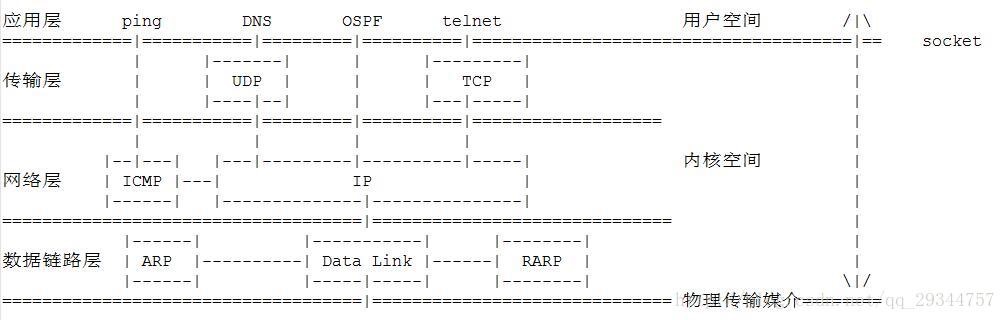 应用层 ping DNS OSPF telnet 用户空间
socket
传输层 UDP TCP
内核空间
网络层 ICMP IP
数据链路层 ARP Data Link RARP
物理传输媒介 csdn.net/qq_29344757